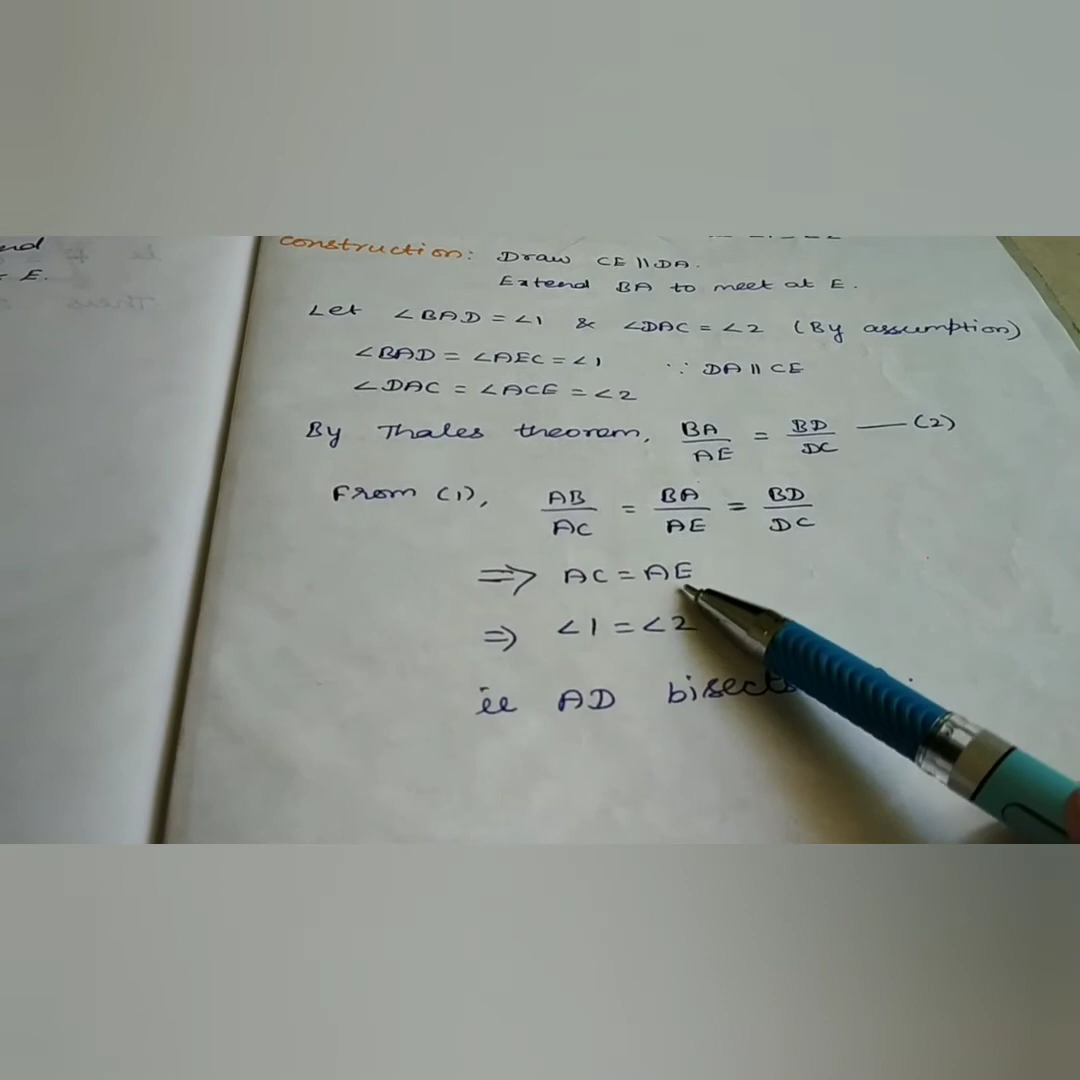 E.
construction: Draw CE || DA.
Extend BA to meet at E.
Let ∠BAD = ∠1 & ∠DAC = ∠2 (By assumption)
∠BAD = ∠AEC = ∠1 ∵ DA || CE
∠DAC = ∠ACE = ∠2
By Thales theorem, BA/AE = BD/DC — (2)
From (1), AB/AC = BA/AE = BD/DC
⇒ AC = AE
⇒ ∠1 = ∠2
ie AD